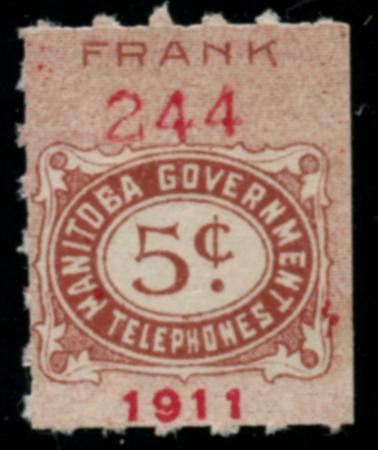 FRANK
244
MANITOBA GOVERNMENT
5¢.
TELEPHONES
1911